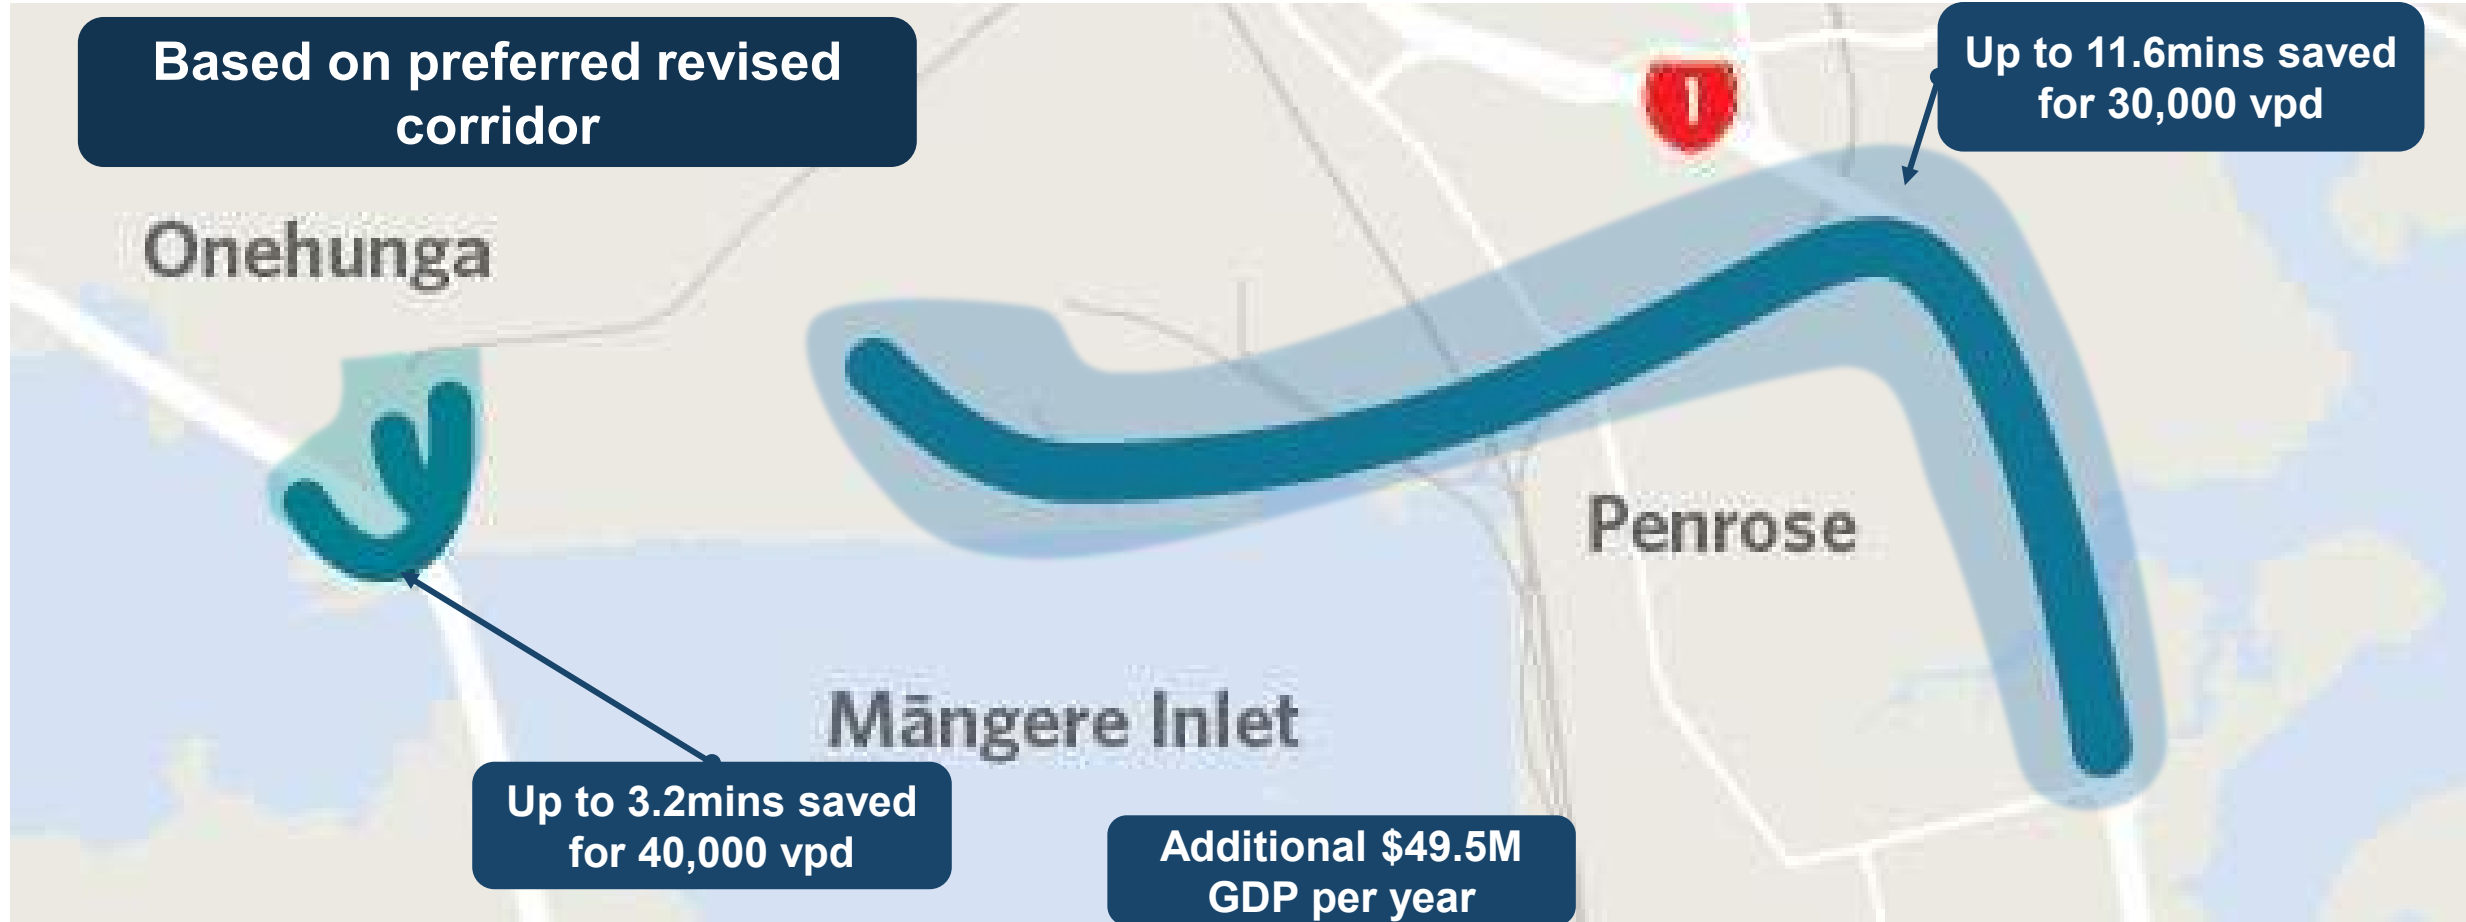 Based on preferred revised
corridor
Up to 11.6mins saved
for 30,000 vpd
1
Onehunga
Penrose
Māngere Inlet
Up to 3.2mins saved
for 40,000 vpd
Additional $49.5M
GDP per year